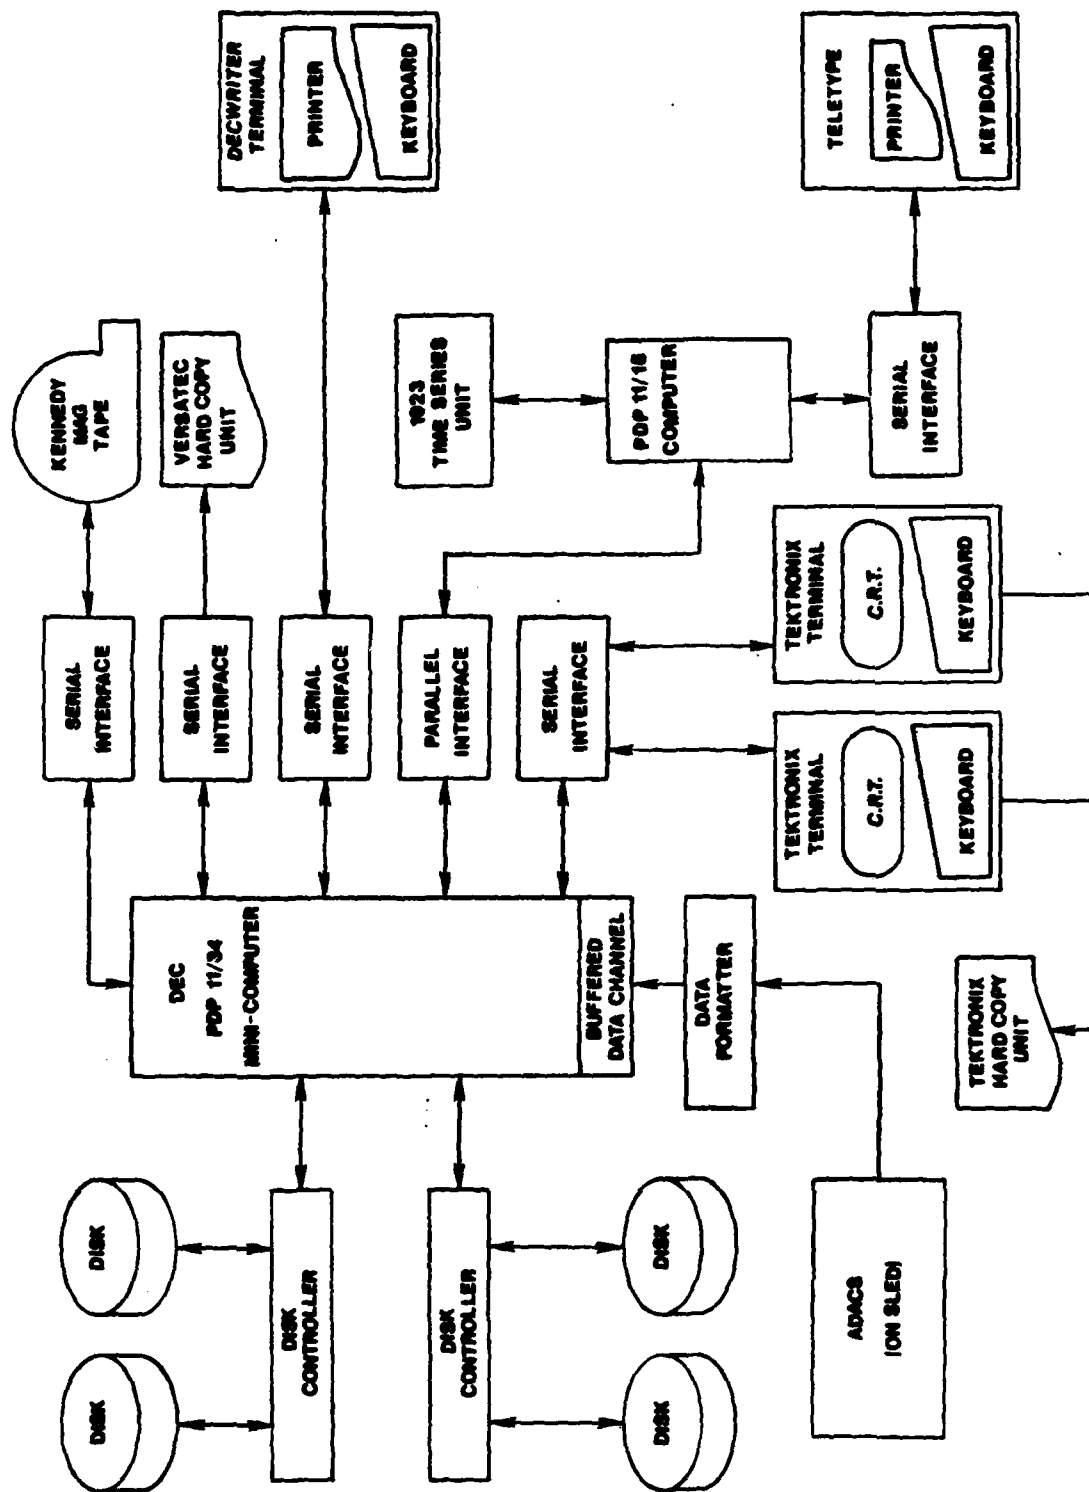 DISK
DISK
KENNEDY
MAG
TAPE
SERIAL
INTERFACE
VERSATEC
HARD COPY
UNIT
SERIAL
INTERFACE
DECWRITER
TERMINAL
PRINTER
KEYBOARD
SERIAL
INTERFACE
DISK
CONTROLLER
DEC
PDP 11/34
MINI-COMPUTER
BUFFERED
DATA CHANNEL
PARALLEL
INTERFACE
1923
TIME SERIES
UNIT
DISK
CONTROLLER
SERIAL
INTERFACE
PDP 11/15
COMPUTER
DISK
DISK
DATA
FORMATTER
TEKTRONIX
TERMINAL
C.R.T.
KEYBOARD
TEKTRONIX
TERMINAL
C.R.T.
KEYBOARD
SERIAL
INTERFACE
TELETYPE
PRINTER
KEYBOARD
ADACS
(ON SLED)
TEKTRONIX
HARD COPY
UNIT